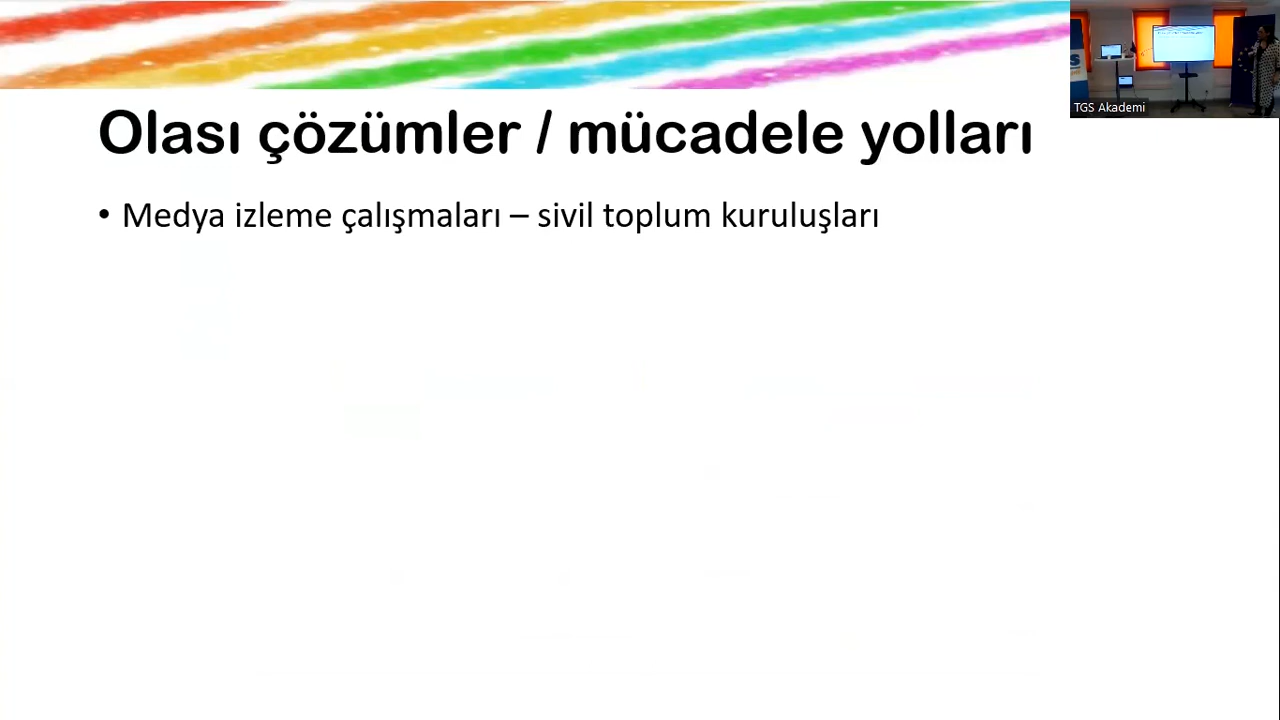 Olası çözümler / mücadele yolları
• Medya izleme çalışmaları – sivil toplum kuruluşları
TGS Akademi